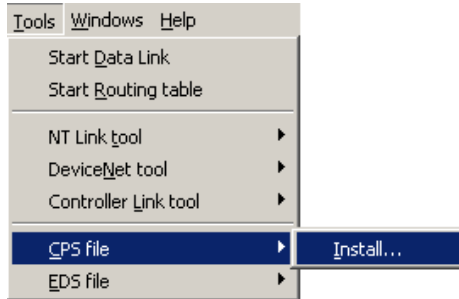 Tools Windows Help
Start Data Link
Start Routing table
NT Link tool
DeviceNet tool
Controller Link tool
CPS file Install...
EDS file